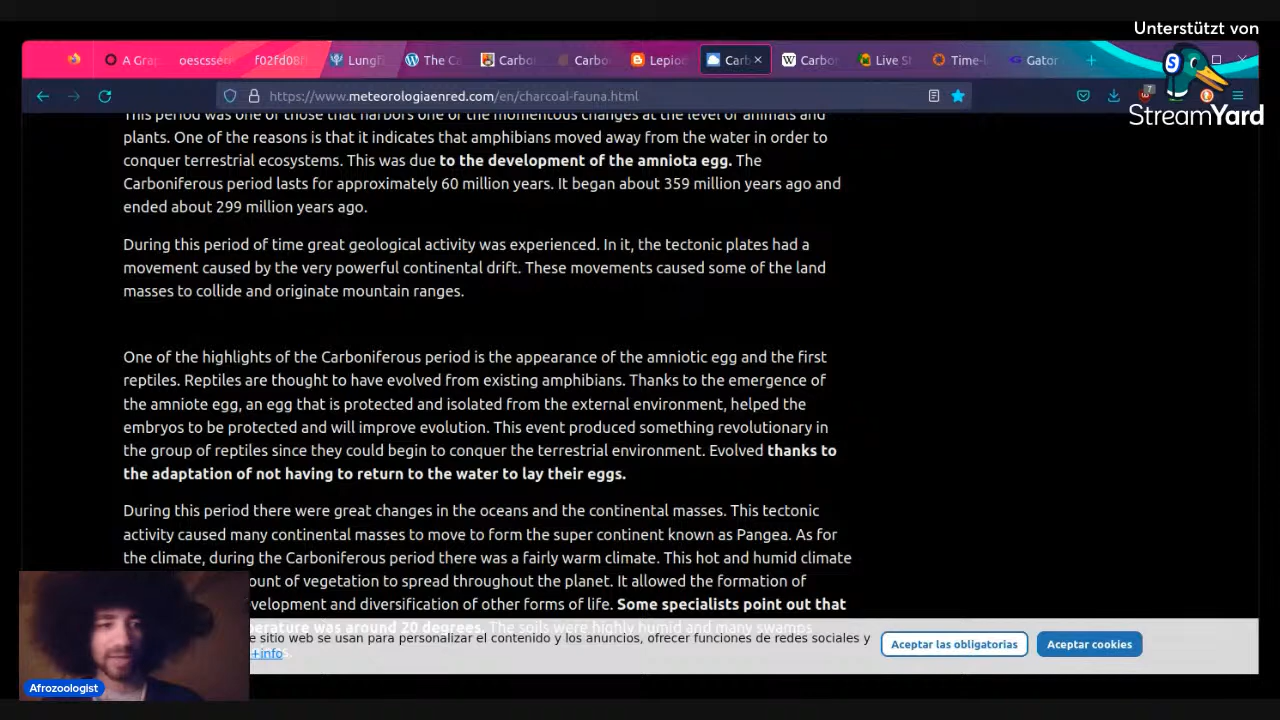 Unterstützt von
StreamYard
A Gra
oescssé
f02fd08f
Lungf
The Ca
Carbo
Carbo
Lepio
Carb
Carbo
Live S
Time-
Gator
https://www.meteorologiaenred.com/en/charcoal-fauna.html
7
This period was one of those that harbors one of the momentous changes at the level of animals and
plants. One of the reasons is that it indicates that amphibians moved away from the water in order to
conquer terrestrial ecosystems. This was due to the development of the amniota egg. The
Carboniferous period lasts for approximately 60 million years. It began about 359 million years ago and
ended about 299 million years ago.
During this period of time great geological activity was experienced. In it, the tectonic plates had a
movement caused by the very powerful continental drift. These movements caused some of the land
masses to collide and originate mountain ranges.
One of the highlights of the Carboniferous period is the appearance of the amniotic egg and the first
reptiles. Reptiles are thought to have evolved from existing amphibians. Thanks to the emergence of
the amniote egg, an egg that is protected and isolated from the external environment, helped the
embryos to be protected and will improve evolution. This event produced something revolutionary in
the group of reptiles since they could begin to conquer the terrestrial environment. Evolved thanks to
the adaptation of not having to return to the water to lay their eggs.
During this period there were great changes in the oceans and the continental masses. This tectonic
activity caused many continental masses to move to form the super continent known as Pangea. As for
the climate, during the Carboniferous period there was a fairly warm climate. This hot and humid climate
ount of vegetation to spread throughout the planet. It allowed the formation of
velopment and diversification of other forms of life. Some specialists point out that
perature was around 20 degrees. The soils were highly humid and many swamps
e sitio web se usan para personalizar el contenido y los anuncios, ofrecer funciones de redes sociales y
+info
Aceptar las obligatorias
Aceptar cookies
Afrozoologist